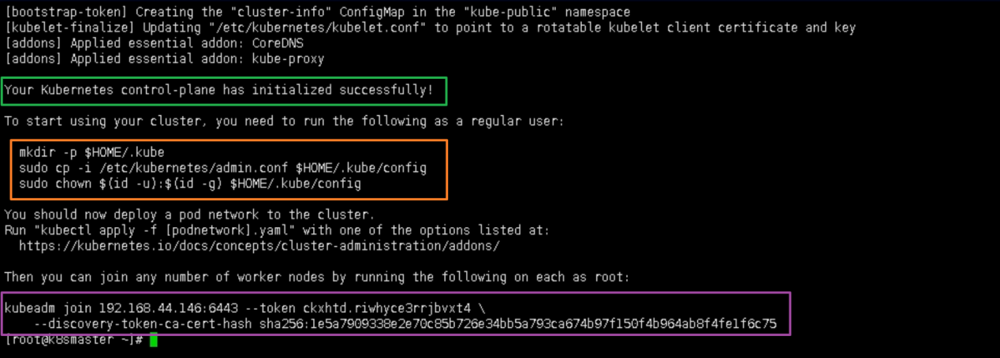 [bootstrap-token] Creating the "cluster-info" ConfigMap in the "kube-public" namespace
[kubelet-finalize] Updating "/etc/kubernetes/kubelet.conf" to point to a rotatable kubelet client certificate and key
[addons] Applied essential addon: CoreDNS
[addons] Applied essential addon: kube-proxy
Your Kubernetes control-plane has initialized successfully!
To start using your cluster, you need to run the following as a regular user:
mkdir -p $HOME/.kube
sudo cp -i /etc/kubernetes/admin.conf $HOME/.kube/config
sudo chown $(id -u):$(id -g) $HOME/.kube/config
You should now deploy a pod network to the cluster.
Run "kubectl apply -f [podnetwork].yaml" with one of the options listed at:
https://kubernetes.io/docs/concepts/cluster-administration/addons/
Then you can join any number of worker nodes by running the following on each as root:
kubeadm join 192.168.44.146:6443 --token ckxhtd.riwhyce3rrjbvxt4 \
--discovery-token-ca-cert-hash sha256:1e5a7909338e2e70c85b726e34bb5a793ca674b97f150f4b964ab8f4fe1f6c75
[root@k8smaster ~]#